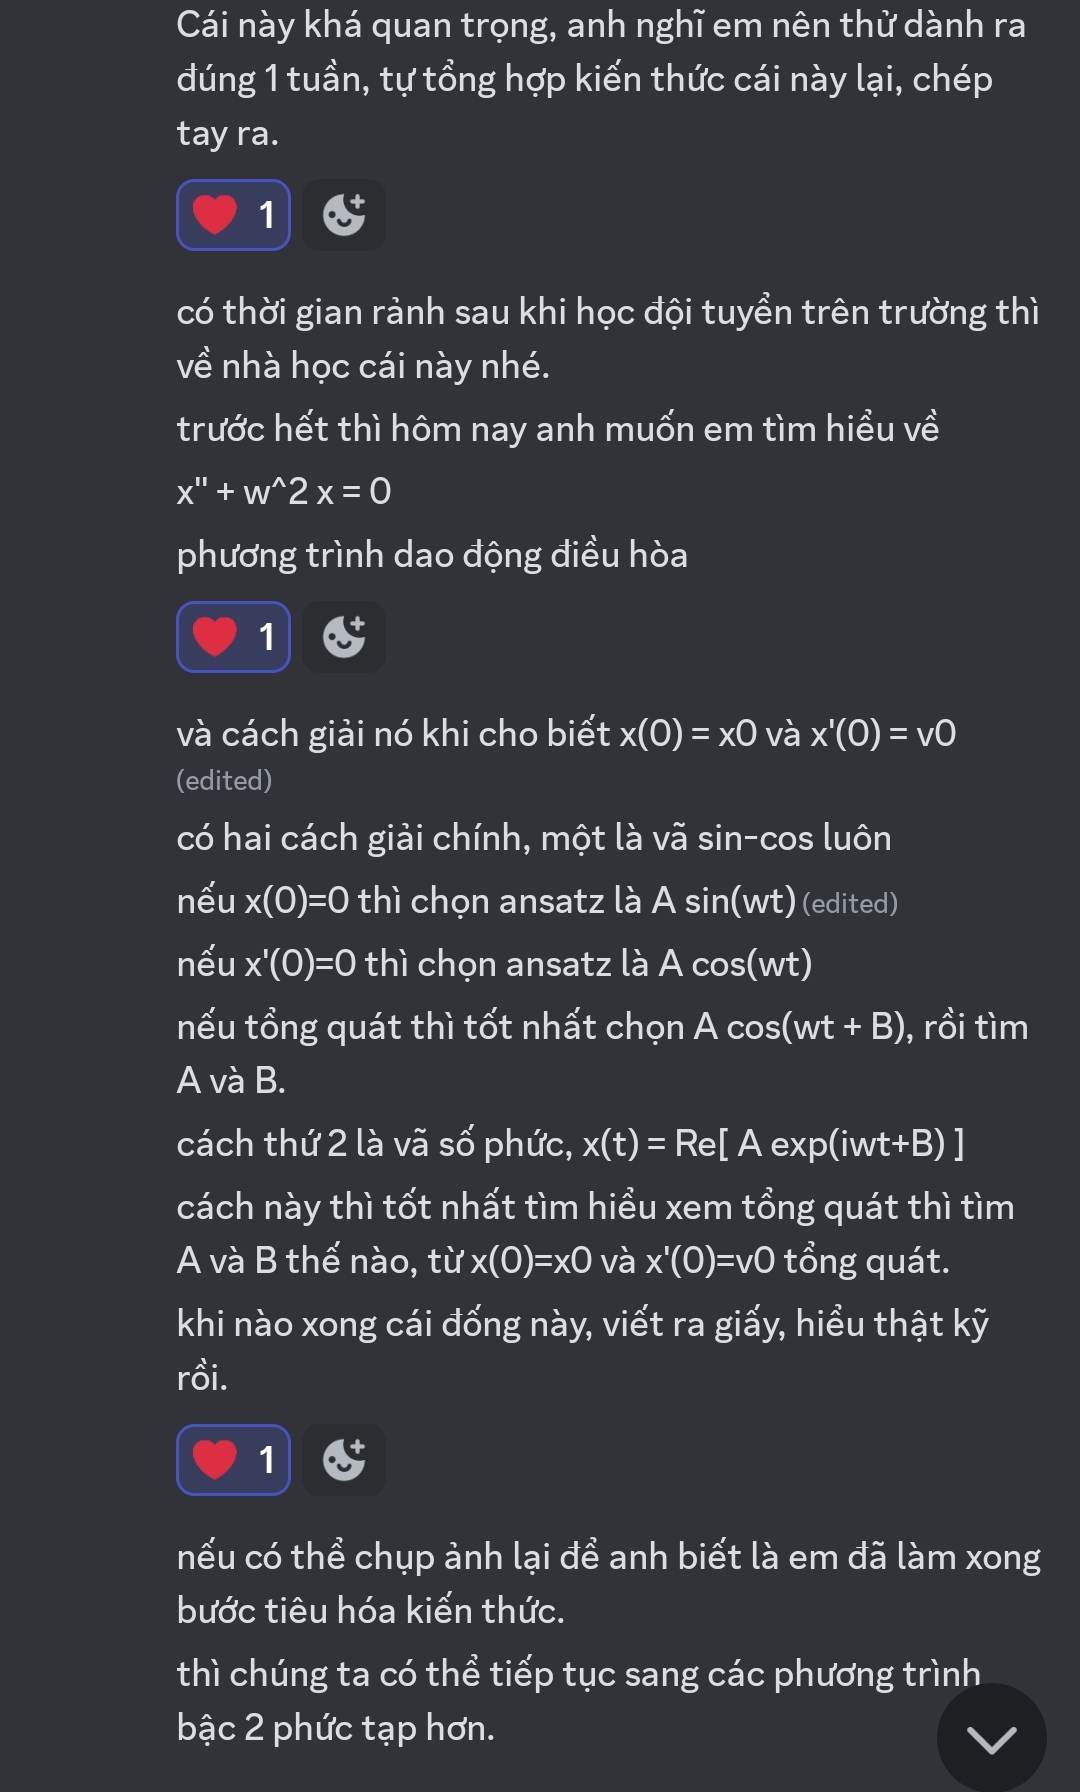 Cái này khá quan trọng, anh nghĩ em nên thử dành ra
đúng 1 tuần, tự tổng hợp kiến thức cái này lại, chép
tay ra.
1
có thời gian rảnh sau khi học đội tuyển trên trường thì
về nhà học cái này nhé.
trước hết thì hôm nay anh muốn em tìm hiểu về
x" + w^2 x = 0
phương trình dao động điều hòa
1
và cách giải nó khi cho biết x(0) = x0 và x'(0) = v0
(edited)
có hai cách giải chính, một là vã sin-cos luôn
nếu x(0)=0 thì chọn ansatz là A sin(wt) (edited)
nếu x'(0)=0 thì chọn ansatz là A cos(wt)
nếu tổng quát thì tốt nhất chọn A cos(wt + B), rồi tìm
A và B.
cách thứ 2 là vã số phức, x(t) = Re[ A exp(iwt+B) ]
cách này thì tốt nhất tìm hiểu xem tổng quát thì tìm
A và B thế nào, từ x(0)=x0 và x'(0)=v0 tổng quát.
khi nào xong cái đống này, viết ra giấy, hiểu thật kỹ
rồi.
1
nếu có thể chụp ảnh lại để anh biết là em đã làm xong
bước tiêu hóa kiến thức.
thì chúng ta có thể tiếp tục sang các phương trình
bậc 2 phức tạp hơn.